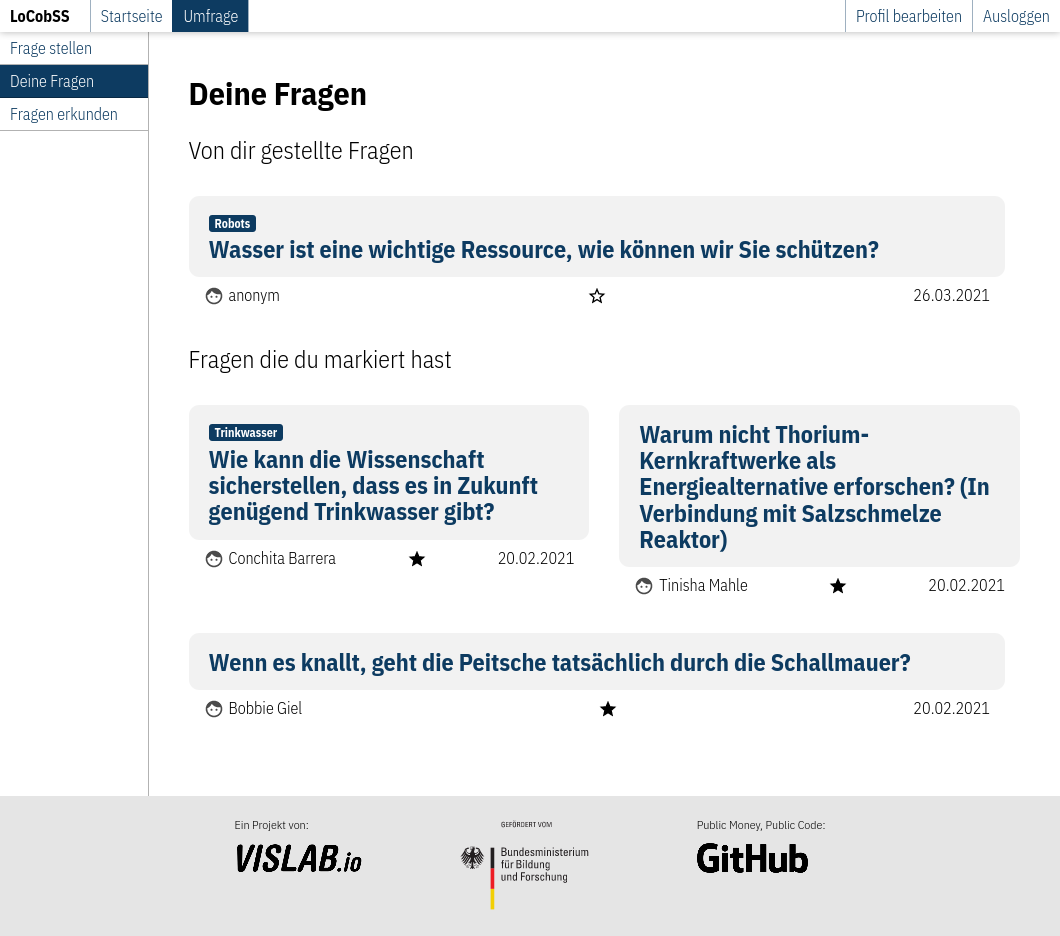 LoCobSS
Startseite
Umfrage
Profil bearbeiten
Ausloggen
Frage stellen
Deine Fragen
Fragen erkunden
Deine Fragen
Von dir gestellte Fragen
Robots
Wasser ist eine wichtige Ressource, wie können wir Sie schützen?
anonym
26.03.2021
Fragen die du markiert hast
Trinkwasser
Wie kann die Wissenschaft
sicherstellen, dass es in Zukunft
genügend Trinkwasser gibt?
Conchita Barrera
20.02.2021
Warum nicht Thorium-
Kernkraftwerke als
Energiealternative erforschen? (In
Verbindung mit Salzschmelze
Reaktor)
Tinisha Mahle
20.02.2021
Wenn es knallt, geht die Peitsche tatsächlich durch die Schallmauer?
Bobbie Giel
20.02.2021
Ein Projekt von:
VISLAB.io
GEFÖRDERT VOM
Bundesministerium
für Bildung
und Forschung
Public Money, Public Code:
GitHub